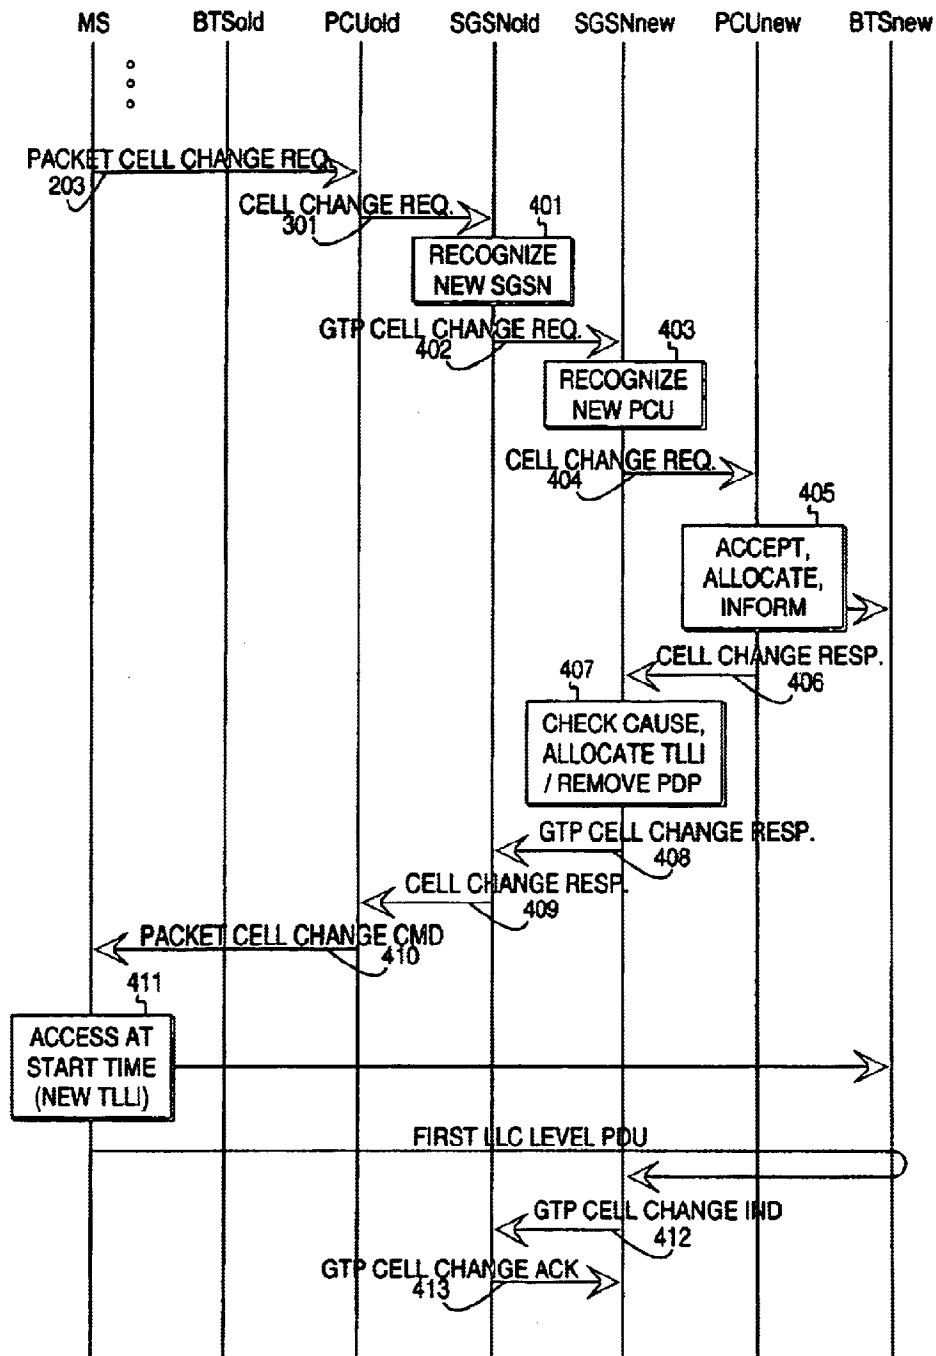 MS BTSold PCUold SGSNold SGSNnew PCUnew BTSnew
PACKET CELL CHANGE REQ.
203
CELL CHANGE REQ.
301
401
RECOGNIZE
NEW SGSN
GTP CELL CHANGE REQ.
402
403
RECOGNIZE
NEW PCU
CELL CHANGE REQ.
404
405
ACCEPT,
ALLOCATE,
INFORM
CELL CHANGE RESP.
406
407
CHECK CAUSE,
ALLOCATE TLLI
/ REMOVE PDP
GTP CELL CHANGE RESP.
408
CELL CHANGE RESP.
409
PACKET CELL CHANGE CMD
410
411
ACCESS AT
START TIME
(NEW TLLI)
FIRST LLC LEVEL PDU
GTP CELL CHANGE IND
412
GTP CELL CHANGE ACK
413